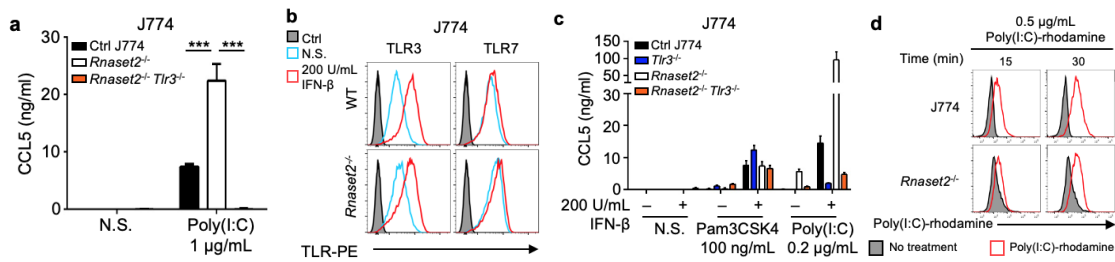 a
J774
CCL5 (ng/ml)
30
20
10
0
Ctrl J774
Rnaset2⁻/⁻
Rnaset2⁻/⁻ Tlr3⁻/⁻
*** ***
N.S.
Poly(I:C)
1 µg/mL
b
J774
Ctrl
N.S.
200 U/mL
IFN-β
TLR3 TLR7
WT
Rnaset2⁻/⁻
TLR-PE
c
J774
CCL5 (ng/ml)
150
125
100
75
50
30
20
10
0
Ctrl J774
Tlr3⁻/⁻
Rnaset2⁻/⁻
Rnaset2⁻/⁻ Tlr3⁻/⁻
200 U/mL
IFN-β
– + – + – +
N.S. Pam3CSK4 Poly(I:C)
100 ng/mL 0.2 µg/mL
d
0.5 µg/mL
Poly(I:C)-rhodamine
Time (min) 15 30
J774
Rnaset2⁻/⁻
Poly(I:C)-rhodamine
No treatment Poly(I:C)-rhodamine